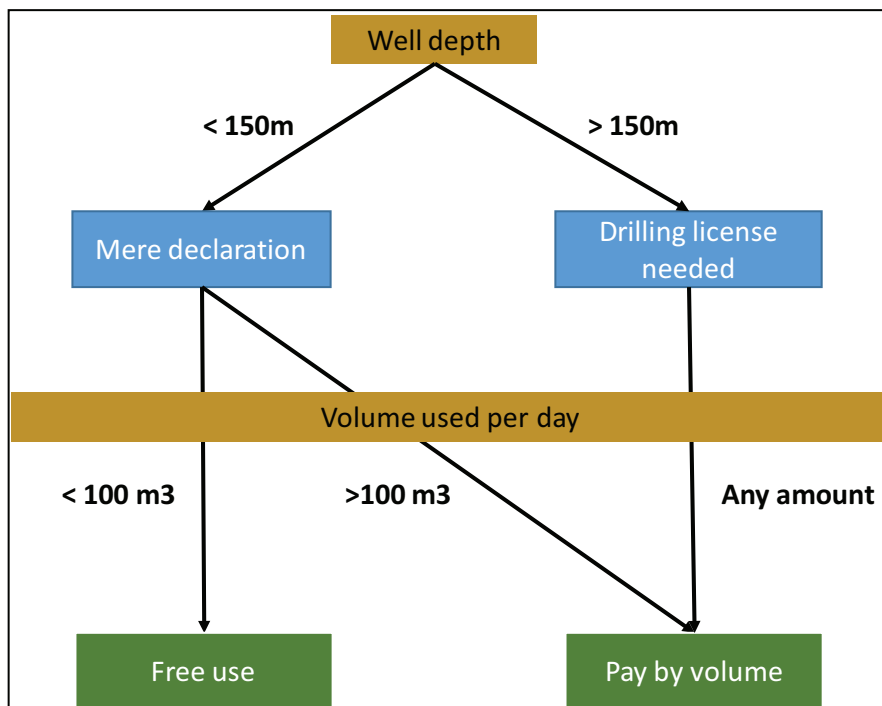 Well depth
< 150m
> 150m
Mere declaration
Drilling license
needed
Volume used per day
< 100 m3
>100 m3
Any amount
Free use
Pay by volume